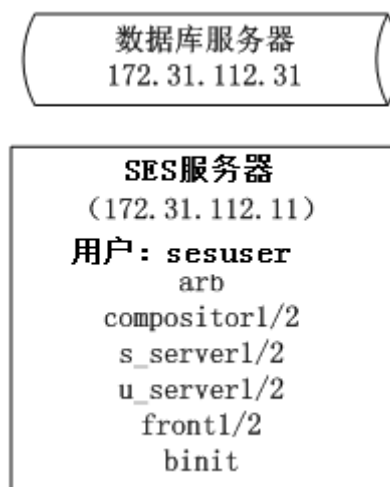 数据库服务器
172.31.112.31
SES服务器
（172.31.112.11）
用户：sesuser
arb
compositor1/2
s_server1/2
u_server1/2
front1/2
binit